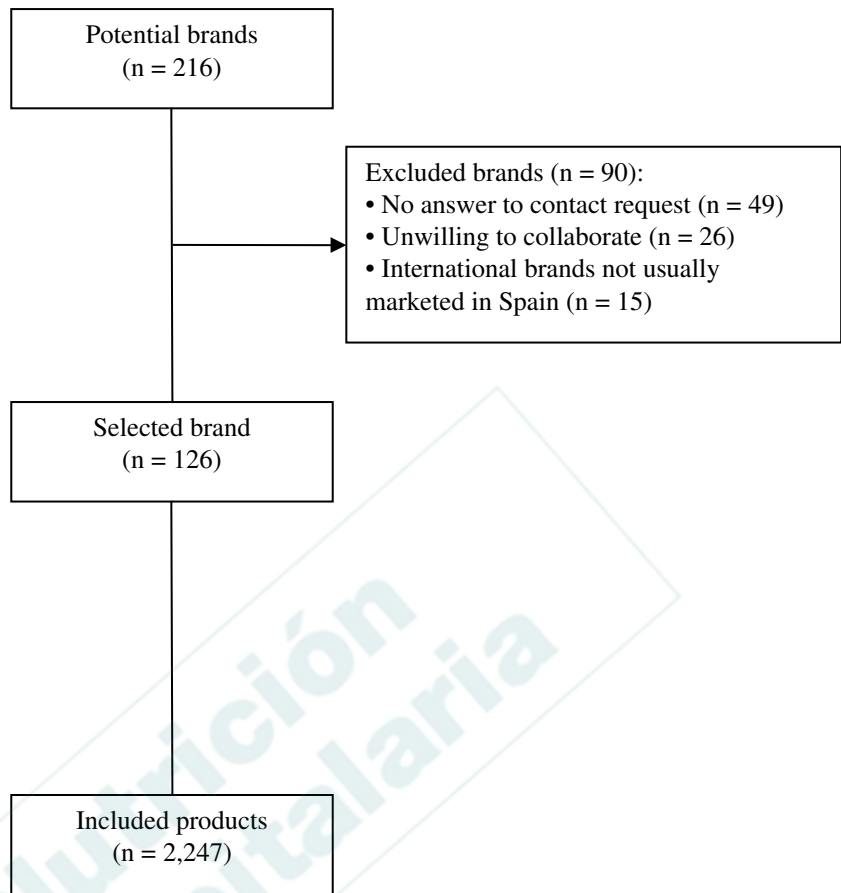 Potential brands
(n = 216)
Excluded brands (n = 90):
• No answer to contact request (n = 49)
• Unwilling to collaborate (n = 26)
• International brands not usually
marketed in Spain (n = 15)
Selected brand
(n = 126)
Included products
(n = 2,247)